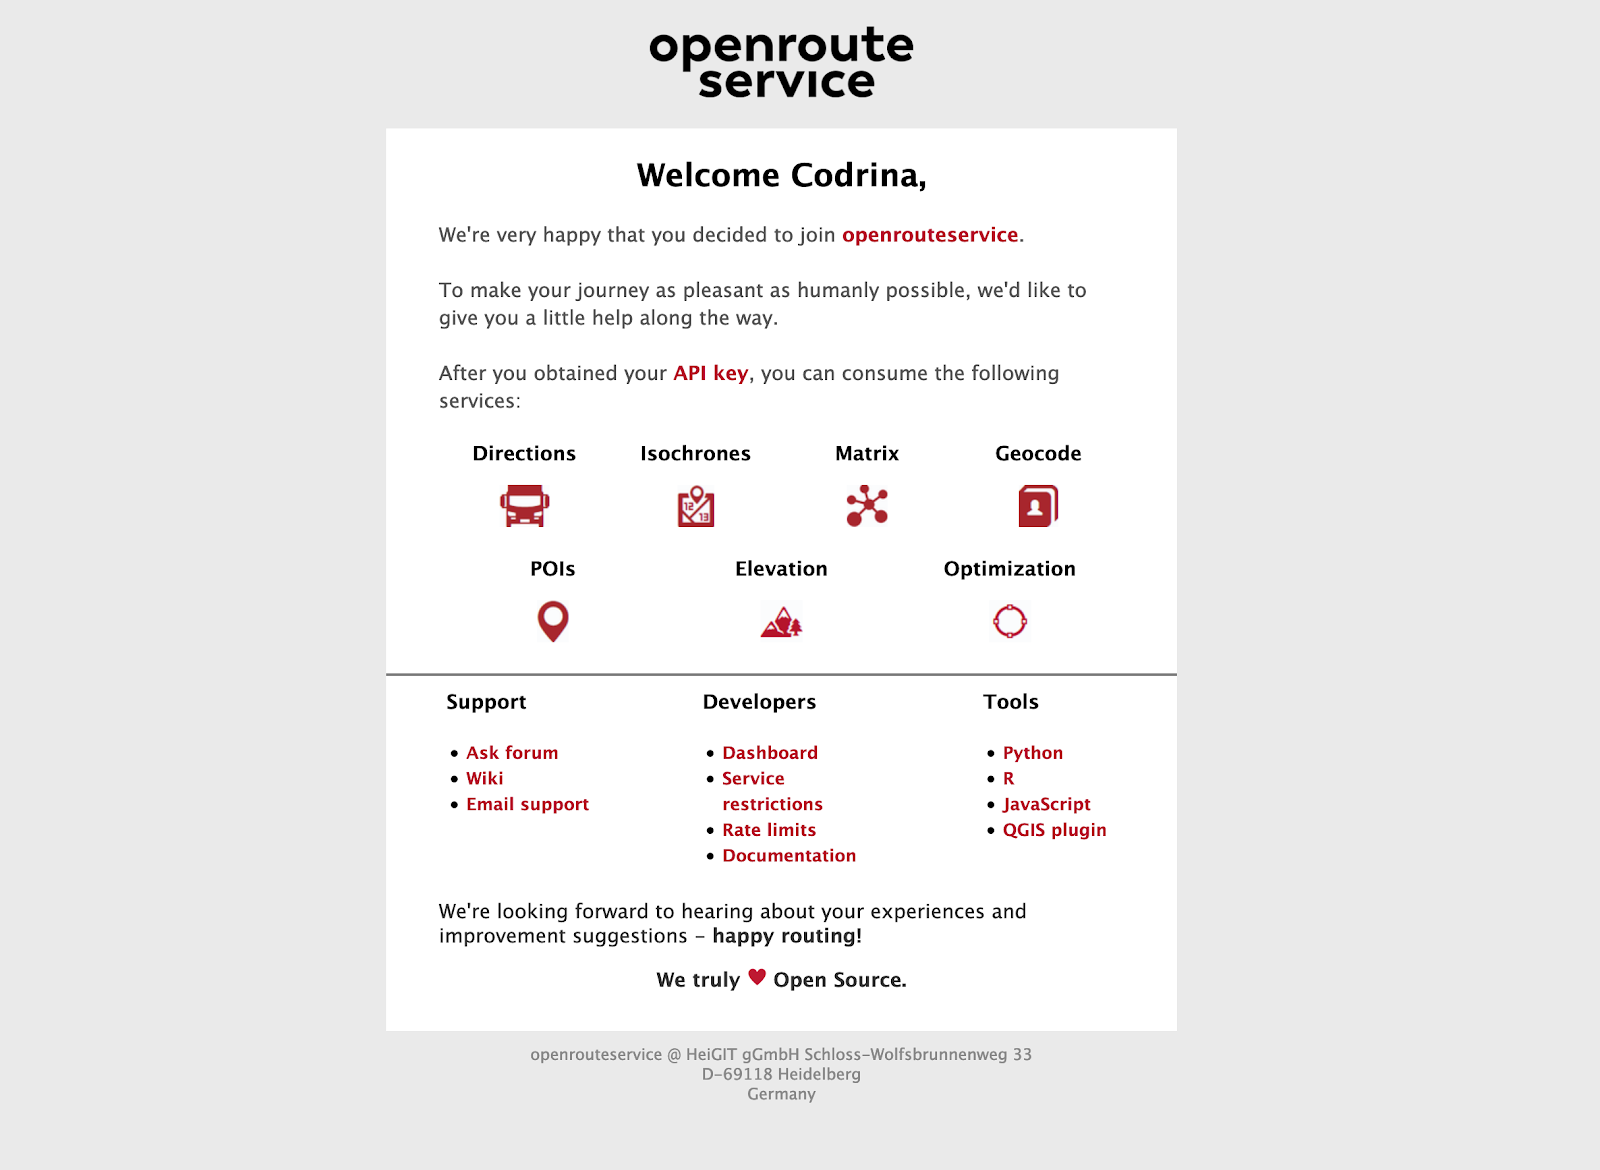 openroute
service
Welcome Codrina,
We're very happy that you decided to join openrouteservice.
To make your journey as pleasant as humanly possible, we'd like to
give you a little help along the way.
After you obtained your API key, you can consume the following
services:
Directions Isochrones Matrix Geocode
12
13
POIs Elevation Optimization
Support
• Ask forum
• Wiki
• Email support
Developers
• Dashboard
• Service
restrictions
• Rate limits
• Documentation
Tools
• Python
• R
• JavaScript
• QGIS plugin
We're looking forward to hearing about your experiences and
improvement suggestions – happy routing!
We truly ♥ Open Source.
openrouteservice @ HeiGIT gGmbH Schloss-Wolfsbrunnenweg 33
D-69118 Heidelberg
Germany